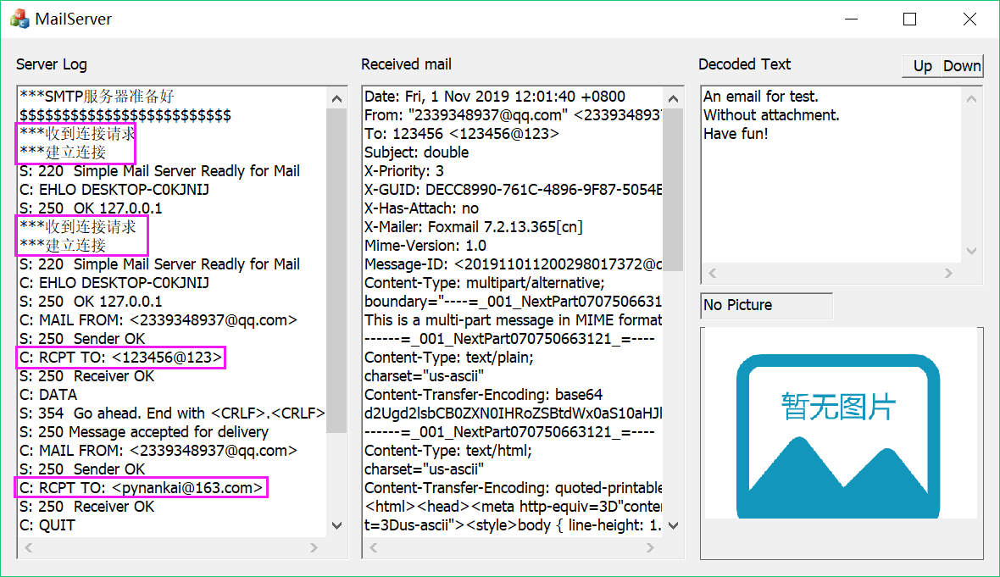 MailServer
Server Log
***SMTP服务器准备好
$$$$$$$$$$$$$$$$$$$$$$$$$
***收到连接请求
***建立连接
S: 220  Simple Mail Server Readly for Mail
C: EHLO DESKTOP-C0KJNIJ
S: 250  OK 127.0.0.1
***收到连接请求
***建立连接
S: 220  Simple Mail Server Readly for Mail
C: EHLO DESKTOP-C0KJNIJ
S: 250  OK 127.0.0.1
C: MAIL FROM: <2339348937@qq.com>
S: 250  Sender OK
C: RCPT TO: <123456@123>
S: 250  Receiver OK
C: DATA
S: 354  Go ahead. End with <CRLF>.<CRLF>
S: 250 Message accepted for delivery
C: MAIL FROM: <2339348937@qq.com>
S: 250  Sender OK
C: RCPT TO: <pynankai@163.com>
S: 250  Receiver OK
C: QUIT
Received mail
Date: Fri, 1 Nov 2019 12:01:40 +0800
From: "2339348937@qq.com" <233934893
To: 123456 <123456@123>
Subject: double
X-Priority: 3
X-GUID: DECC8990-761C-4896-9F87-5054E
X-Has-Attach: no
X-Mailer: Foxmail 7.2.13.365[cn]
Mime-Version: 1.0
Message-ID: <201911011200298017372@
Content-Type: multipart/alternative;
boundary="----=_001_NextPart0707506631
This is a multi-part message in MIME format
------=_001_NextPart070750663121_=----
Content-Type: text/plain;
charset="us-ascii"
Content-Transfer-Encoding: base64
d2Ugd2lsbCB0ZXN0IHRoZSBtdWx0aS10aHJl
------=_001_NextPart070750663121_=----
Content-Type: text/html;
charset="us-ascii"
Content-Transfer-Encoding: quoted-printable
<html><head><meta http-equiv=3D"conten
t=3Dus-ascii"><style>body { line-height: 1.
Decoded Text
Up
Down
An email for test.
Without attachment.
Have fun!
No Picture
暂无图片